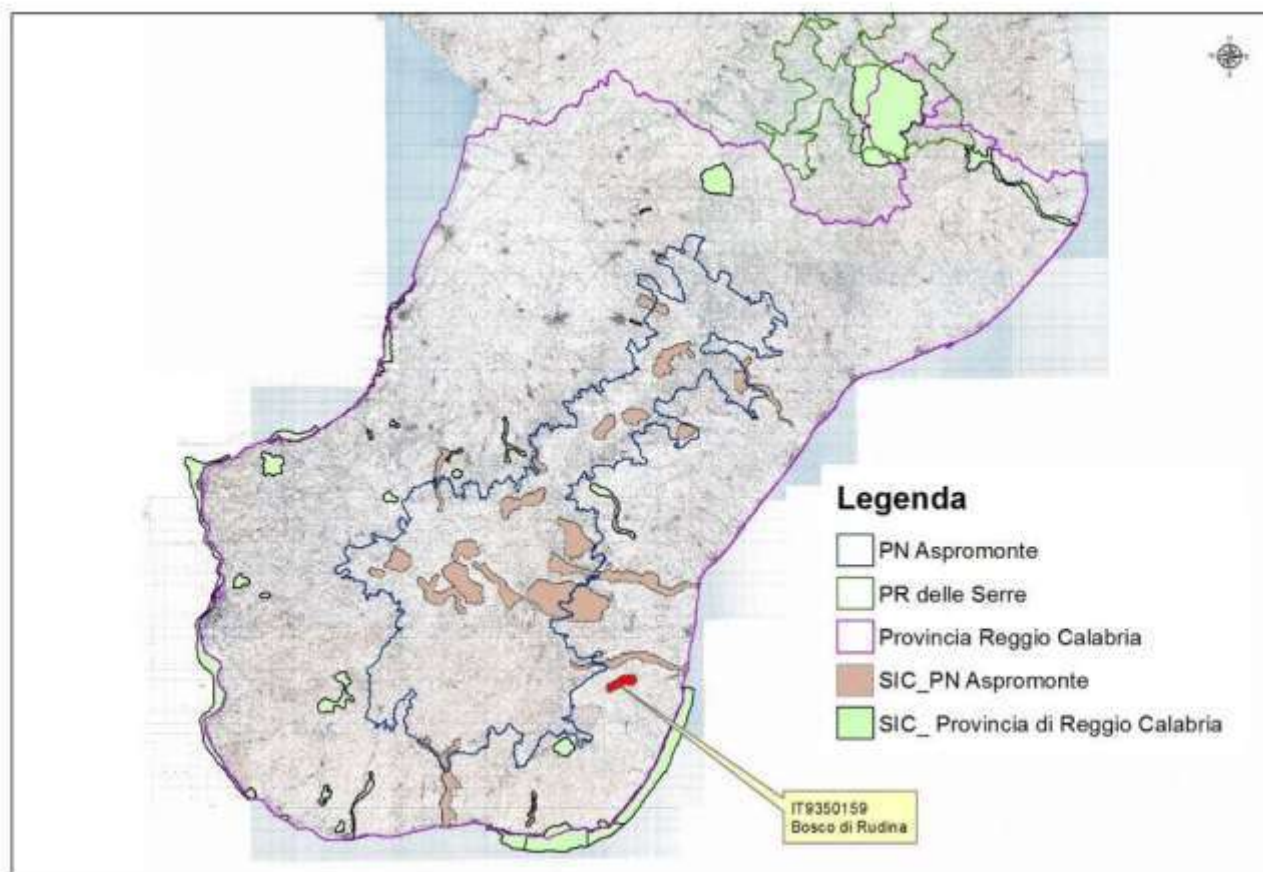 Legenda
PN Aspromonte
PR delle Serre
Provincia Reggio Calabria
SIC_PN Aspromonte
SIC_ Provincia di Reggio Calabria
IT9350159
Bosco di Rudina